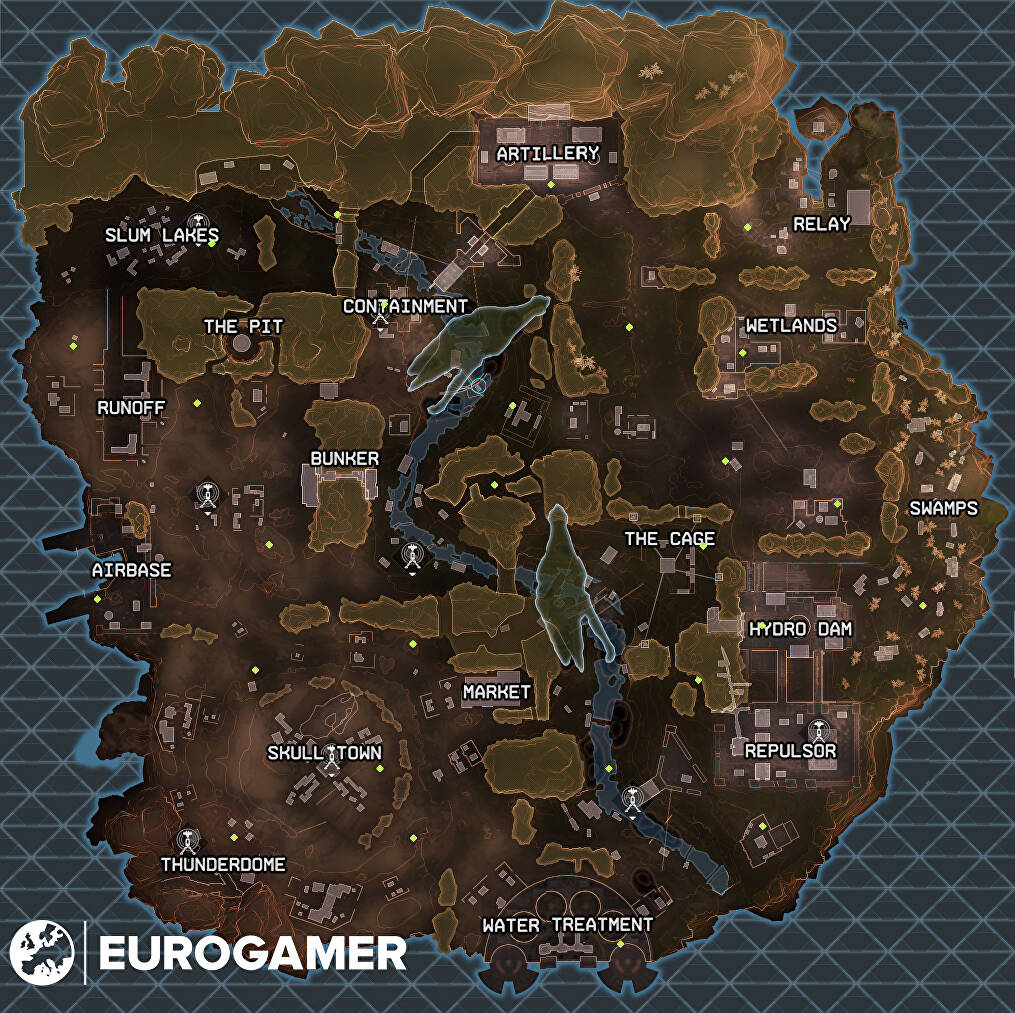 ARTILLERY
SLUM LAKES
RELAY
CONTAINMENT
THE PIT
WETLANDS
RUNOFF
BUNKER
SWAMPS
THE CAGE
AIRBASE
HYDRO DAM
MARKET
SKULL TOWN
REPULSOR
THUNDERDOME
WATER TREATMENT
EUROGAMER